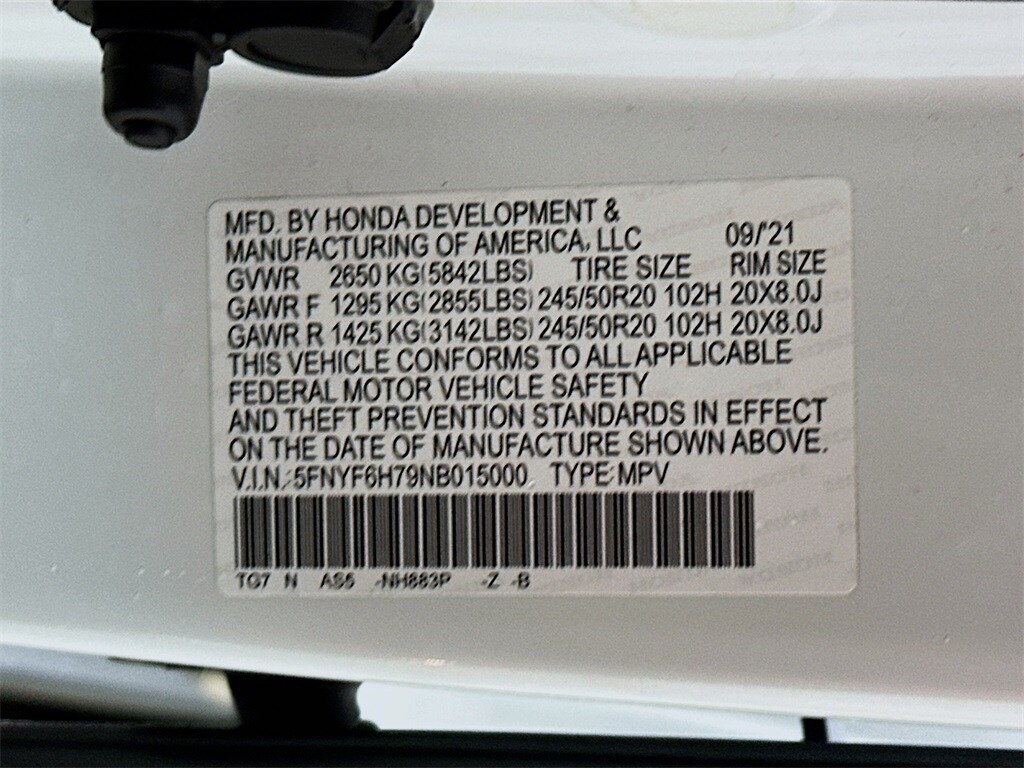 MFD. BY HONDA DEVELOPMENT &
MANUFACTURING OF AMERICA, LLC 09/'21
GVWR 2650 KG(5842LBS) TIRE SIZE RIM SIZE
GAWR F 1295 KG(2855LBS) 245/50R20 102H 20X8.0J
GAWR R 1425 KG(3142LBS) 245/50R20 102H 20X8.0J
THIS VEHICLE CONFORMS TO ALL APPLICABLE
FEDERAL MOTOR VEHICLE SAFETY
AND THEFT PREVENTION STANDARDS IN EFFECT
ON THE DATE OF MANUFACTURE SHOWN ABOVE.
V.I.N.:5FNYF6H79NB015000 TYPE:MPV
TG7 N AS5 -NH883P -Z -B